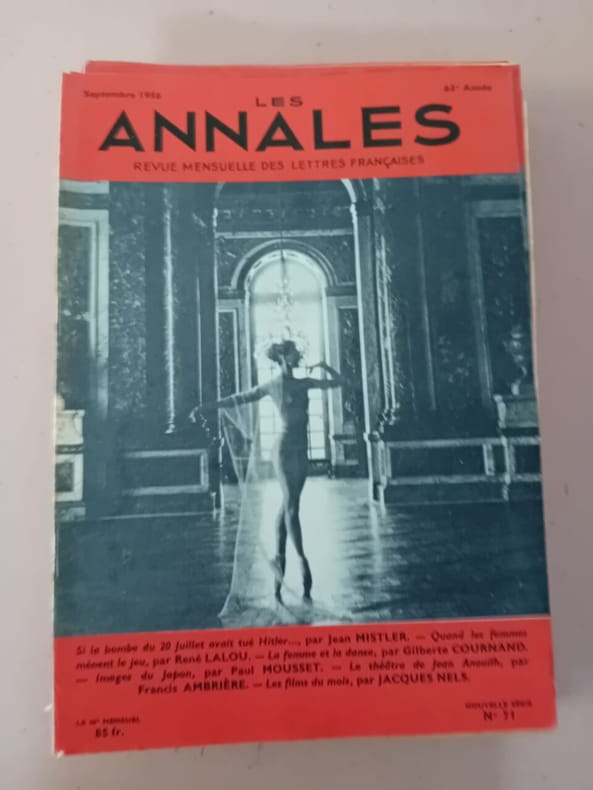 Septembre 1956
63e Année
LES
ANNALES
REVUE MENSUELLE DES LETTRES FRANÇAISES
Si la bombe du 20 Juillet avait tué Hitler..., par Jean MISTLER. — Quand les femmes
mènent le jeu, par René LALOU. — La femme et la danse, par Gilberte COURNAND.
— Images du Japon, par Paul MOUSSET. — Le théâtre de Jean Anouilh, par
Francis AMBRIÈRE. — Les films du mois, par JACQUES NELS.
LE No MENSUEL
85 fr.
NOUVELLE SÉRIE
No 71